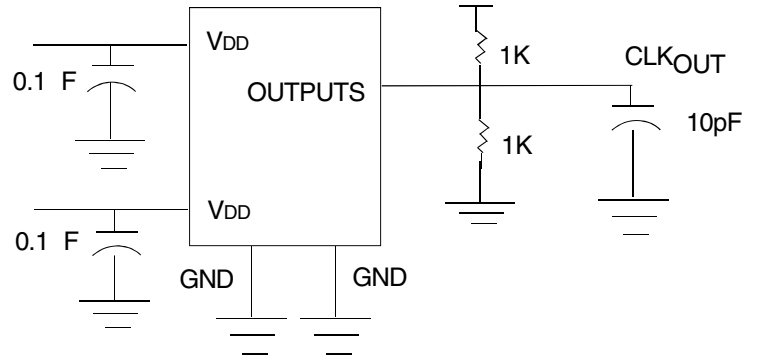 VDD
0.1 F
OUTPUTS
1K
CLKOUT
10pF
1K
VDD
0.1 F
GND
GND